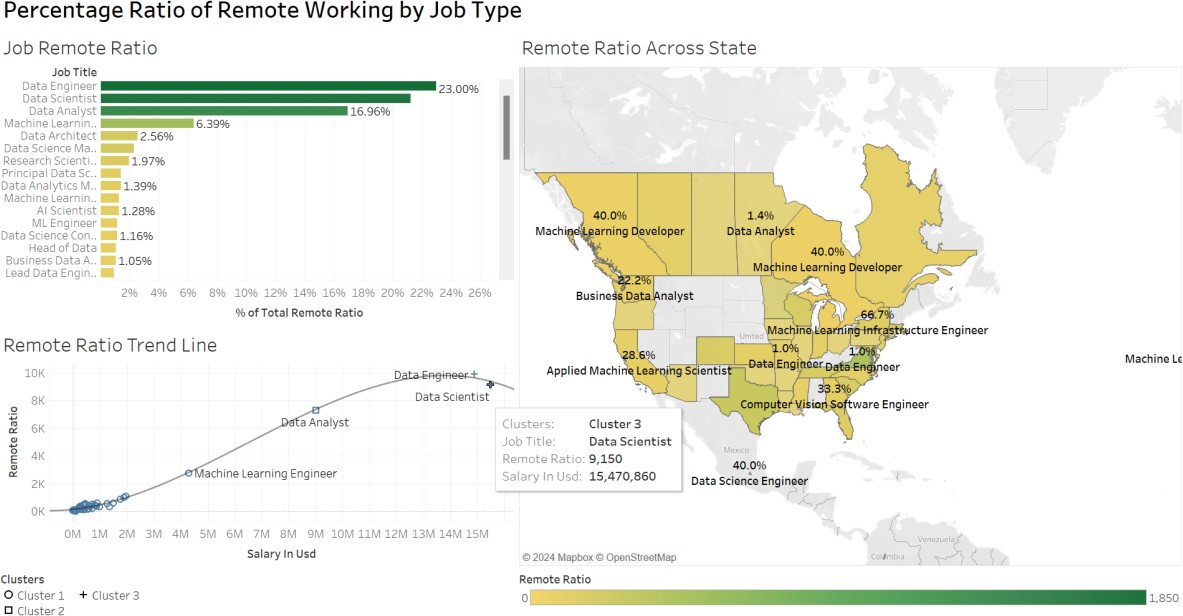 Percentage Ratio of Remote Working by Job Type
Job Remote Ratio
Job Title
Data Engineer
23.00%
Data Scientist
Data Analyst
16.96%
Machine Learnin..
6.39%
Data Architect
2.56%
Data Science Ma..
Research Scienti..
1.97%
Principal Data Sc..
Data Analytics M..
1.39%
Machine Learnin..
AI Scientist
1.28%
ML Engineer
Data Science Con..
1.16%
Head of Data
Business Data A..
1.05%
Lead Data Engin..
2% 4% 6% 8% 10% 12% 14% 16% 18% 20% 22% 24% 26%
% of Total Remote Ratio
Remote Ratio Trend Line
Remote Ratio
10K
8K
6K
4K
2K
0K
Data Engineer
Data Scientist
Data Analyst
Machine Learning Engineer
0M 1M 2M 3M 4M 5M 6M 7M 8M 9M 10M 11M 12M 13M 14M 15M
Salary In Usd
Clusters
Cluster 1
Cluster 3
Cluster 2
Remote Ratio Across State
40.0%
Machine Learning Developer
1.4%
Data Analyst
40.0%
Machine Learning Developer
22.2%
Business Data Analyst
66.7%
Machine Learning Infrastructure Engineer
United
28.6%
Applied Machine Learning Scientist
1.0%
Data Engineer
1.0%
Data Engineer
Machine Le
33.3%
Computer Vision Software Engineer
Mexico
40.0%
Data Science Engineer
Venezuela
Colombia
Clusters: Cluster 3
Job Title: Data Scientist
Remote Ratio: 9,150
Salary In Usd: 15,470,860
© 2024 Mapbox © OpenStreetMap
Remote Ratio
0
1,850